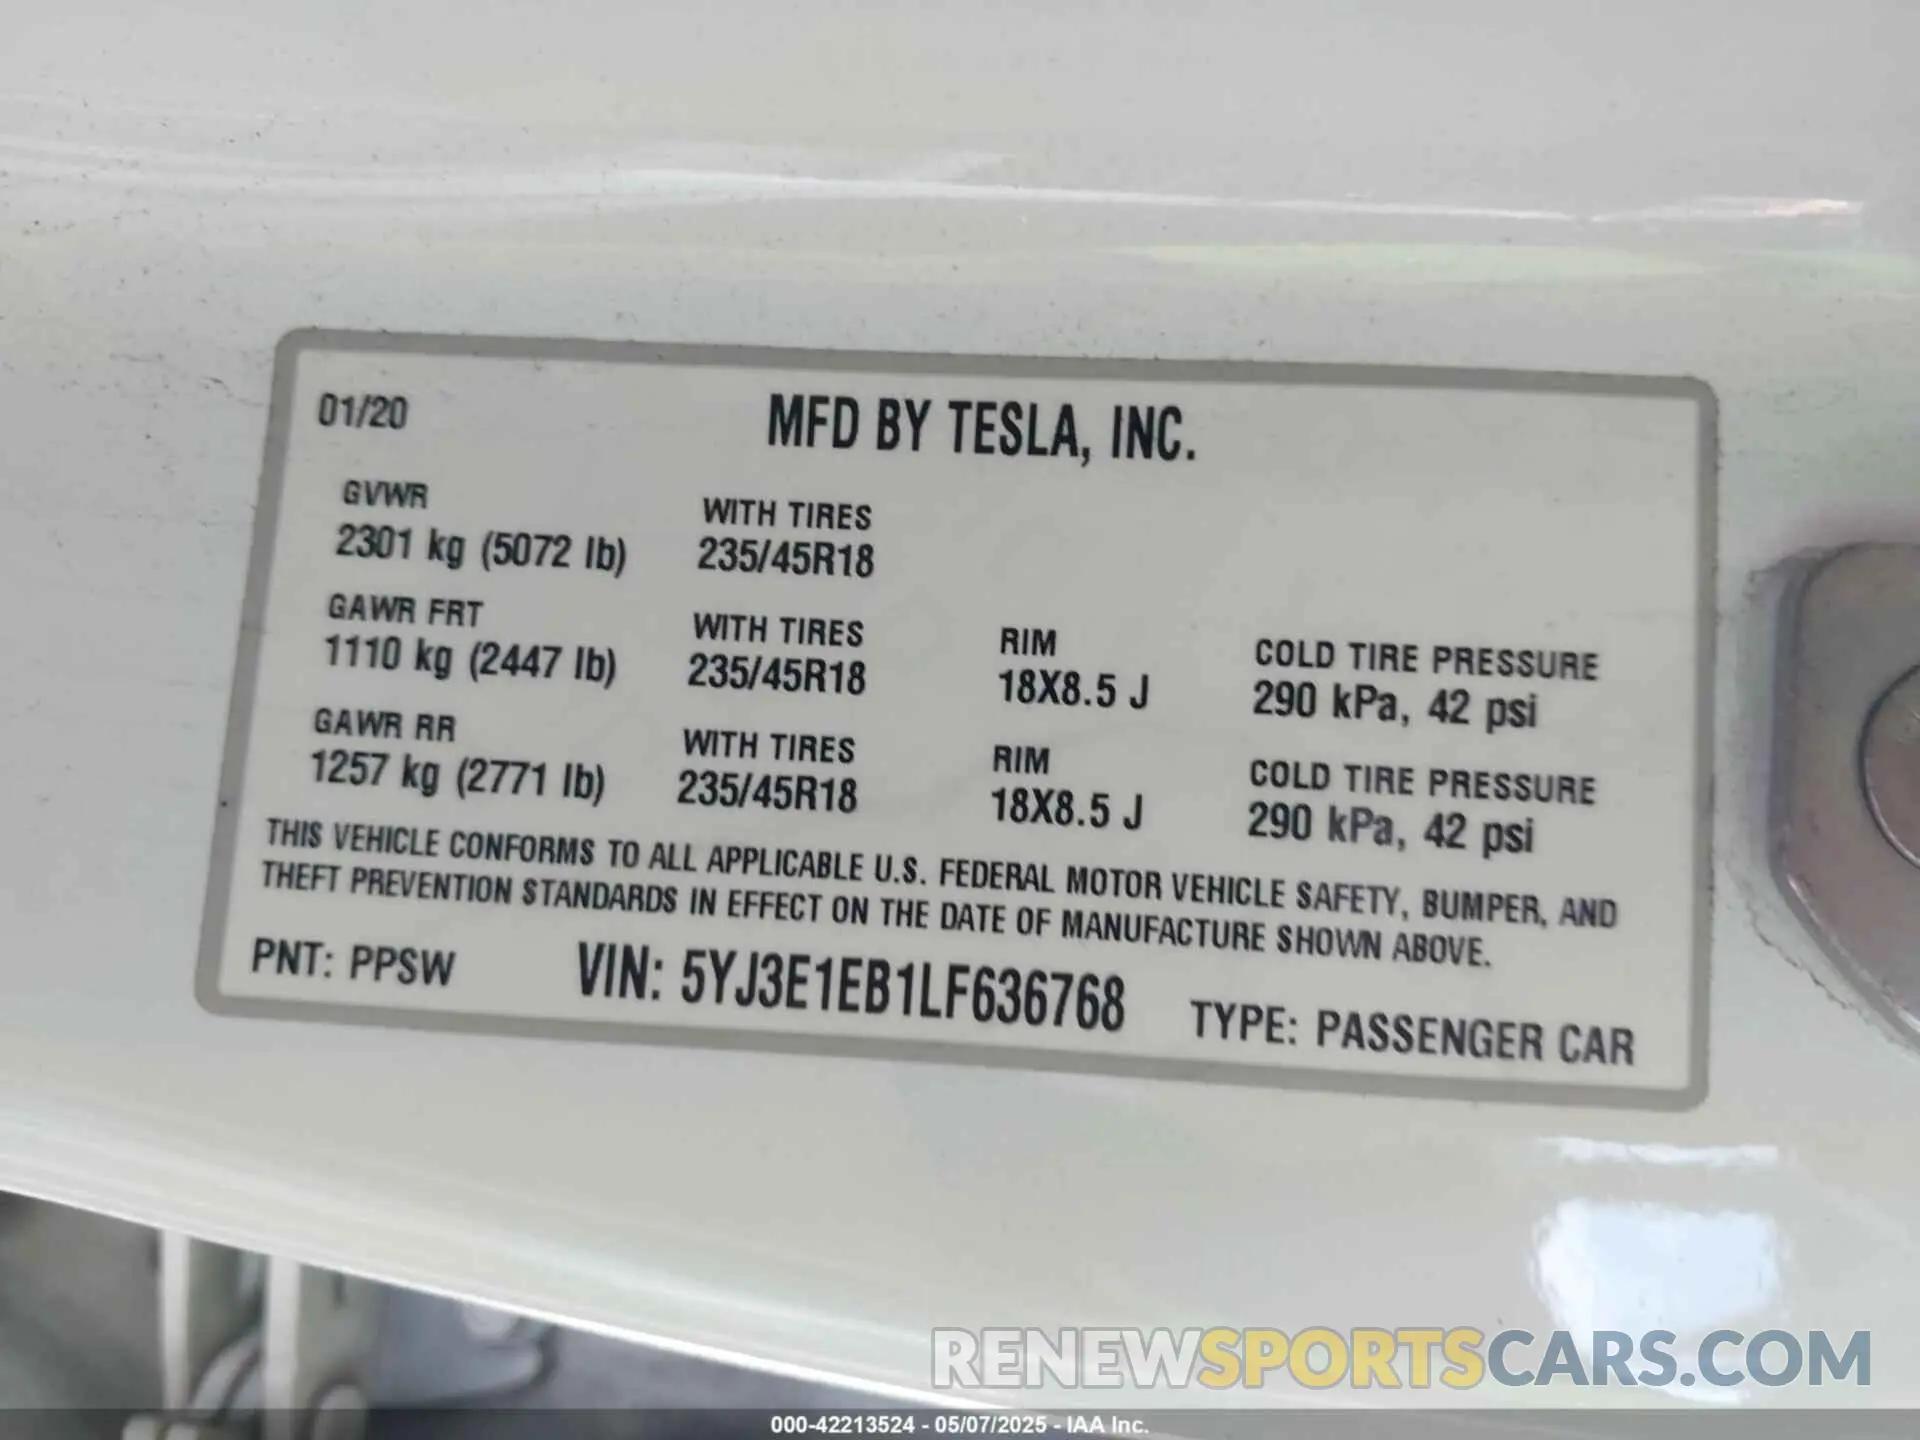 01/20 MFD BY TESLA, INC.
GVWR WITH TIRES
2301 kg (5072 lb) 235/45R18
GAWR FRT WITH TIRES RIM COLD TIRE PRESSURE
1110 kg (2447 lb) 235/45R18 18X8.5 J 290 kPa, 42 psi
GAWR RR WITH TIRES RIM COLD TIRE PRESSURE
1257 kg (2771 lb) 235/45R18 18X8.5 J 290 kPa, 42 psi
THIS VEHICLE CONFORMS TO ALL APPLICABLE U.S. FEDERAL MOTOR VEHICLE SAFETY, BUMPER, AND
THEFT PREVENTION STANDARDS IN EFFECT ON THE DATE OF MANUFACTURE SHOWN ABOVE.
PNT: PPSW VIN: 5YJ3E1EB1LF636768 TYPE: PASSENGER CAR
RENEWSPORTSCARS.COM
000-42213524 - 05/07/2025 - IAA Inc.